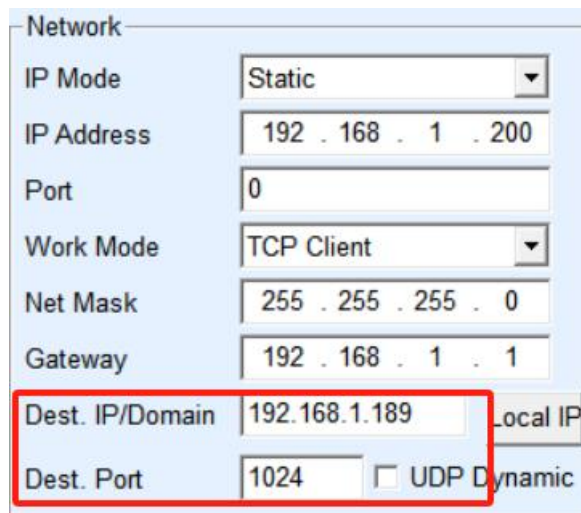 Network
IP Mode Static
IP Address 192 . 168 . 1 . 200
Port 0
Work Mode TCP Client
Net Mask 255 . 255 . 255 . 0
Gateway 192 . 168 . 1 . 1
Dest. IP/Domain 192.168.1.189 Local IP
Dest. Port 1024 UDP Dynamic